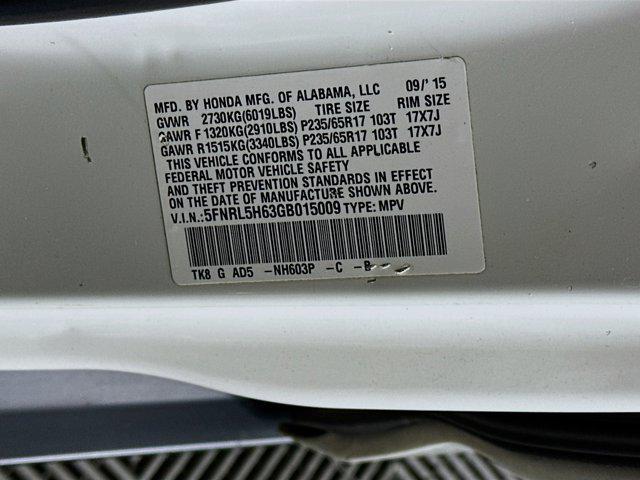 MFD. BY HONDA MFG. OF ALABAMA, LLC 09/'15
GVWR 2730KG(6019LBS) TIRE SIZE RIM SIZE
GAWR F 1320KG(2910LBS) P235/65R17 103T 17X7J
GAWR R1515KG(3340LBS) P235/65R17 103T 17X7J
THIS VEHICLE CONFORMS TO ALL APPLICABLE
FEDERAL MOTOR VEHICLE SAFETY
AND THEFT PREVENTION STANDARDS IN EFFECT
ON THE DATE OF MANUFACTURE SHOWN ABOVE.
V.I.N.:5FNRL5H63GB015009 TYPE: MPV
TK8 G AD5 -NH603P -C -B